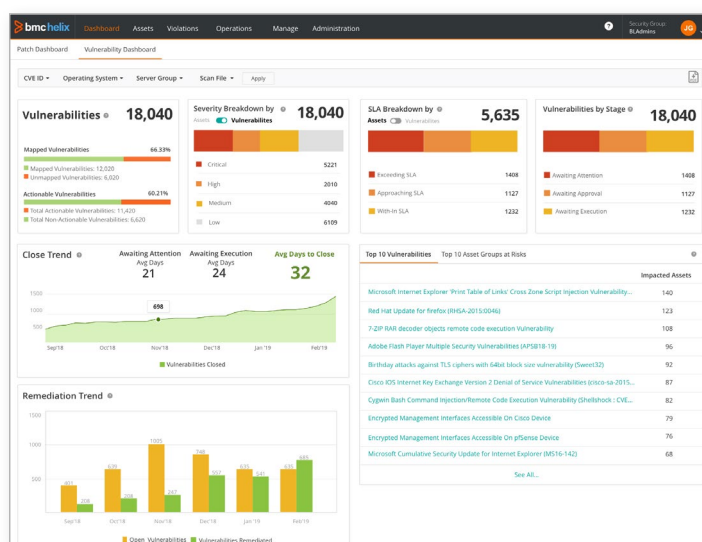 bmc helix Dashboard Assets Violations Operations Manage Administration ? Security Group JG
BLAdmins
Patch Dashboard Vulnerability Dashboard
CVE ID Operating System Server Group Scan File Apply
Vulnerabilities 18,040
Mapped Vulnerabilities 66.33%
Mapped Vulnerabilities: 12,020
Unmapped Vulnerabilities: 6,020
Actionable Vulnerabilities 60.21%
Total Actionable Vulnerabilities: 11,420
Total Non-Actionable Vulnerabilities: 6,620
Severity Breakdown by 18,040
Assets Vulnerabilites
Critical 5221
High 2010
Medium 4040
Low 6109
SLA Breakdown by 5,635
Assets Vulnerabilities
Exceeding SLA 1408
Approaching SLA 1127
With-In SLA 1232
Vulnerabilities by Stage 18,040
Awaiting Attention 1408
Awaiting Approval 1127
Awaiting Execution 1232
Close Trend
Awaiting Attention Awaiting Execution Avg Days to Close
Avg Days Avg Days
21 24 32
1500
1000
500
698
Sep'18 Oct'18 Nov'18 Dec'18 Jan '19 Feb'19
Vulnerabilities Closed
Top 10 Vulnerabilities Top 10 Asset Groups at Risks
Impacted Assets
Microsoft Internet Explorer 'Print Table of Links' Cross Zone Script Injection Vulnerability... 140
Red Hat Update for firefox (RHSA-2015:0046) 123
7-ZIP RAR decoder objects remote code execution Vulnerability 108
Adobe Flash Player Multiple Security Vulnerabilities (APSB18-19) 96
Birthday attacks against TLS ciphers with 64bit block size vulnerability (Sweet32) 92
Cisco IOS Internet Key Exchange Version 2 Denial of Service Vulnerabilities (cisco-sa-2015... 87
Cygwin Bash Command Injection/Remote Code Execution Vulnerability (Shellshock : CVE... 82
Encrypted Management Interfaces Accessible On Cisco Device 79
Encrypted Management Interfaces Accessible On pfSense Device 76
Microsoft Cumulative Security Update for Internet Explorer (MS16-142) 68
See All...
Remediation Trend
1500
1000
500
401 208 639 208 1005 247 748 557 635 541 635 685
Sep'18 Oct'18 Nov'18 Dec'18 Jan '19 Feb'19
Open Vulnerabilities Vulnerabilities Remediated